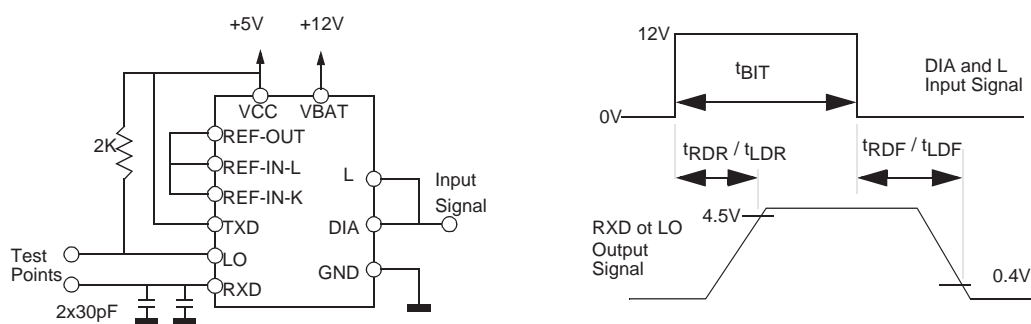 +5V
+12V
VCC
VBAT
2K
REF-OUT
REF-IN-L
REF-IN-K
TXD
LO
RXD
L
DIA
GND
Input
Signal
Test
Points
2x30pF
12V
0V
tBIT
DIA and L
Input Signal
tRDR / tLDR
tRDF / tLDF
4.5V
0.4V
RXD ot LO
Output
Signal